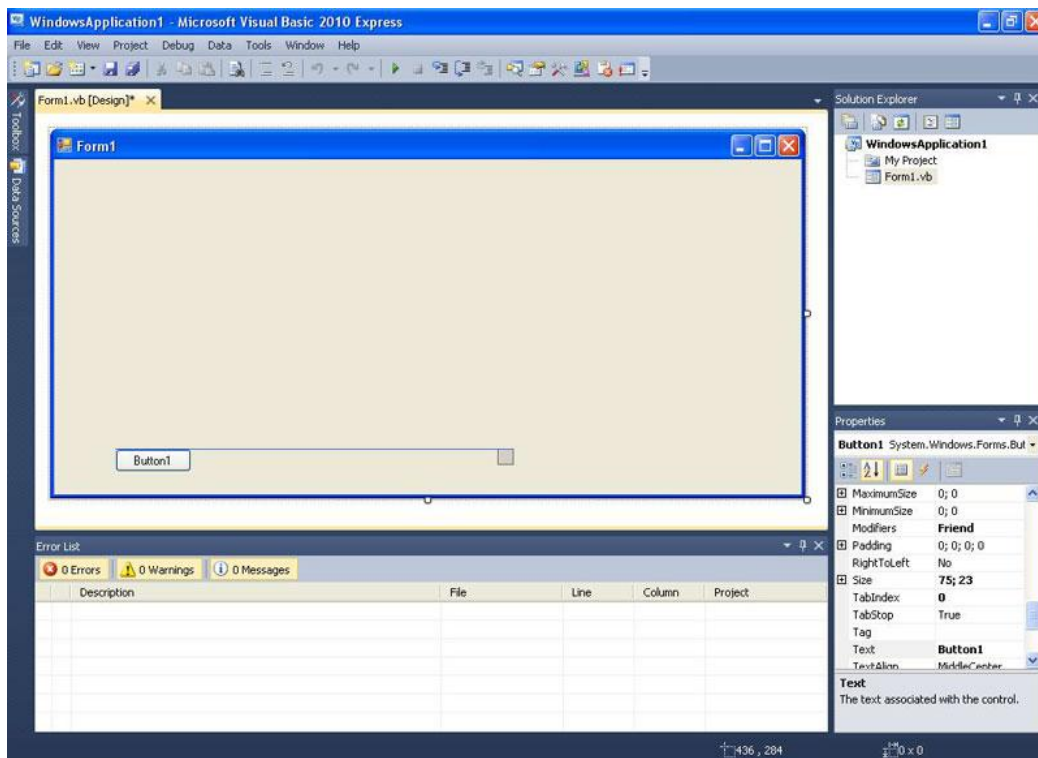 WindowsApplication1 - Microsoft Visual Basic 2010 Express
File Edit View Project Debug Data Tools Window Help
Toolbox
Data Sources
Form1.vb [Design]*
Form1
Button1
Solution Explorer
WindowsApplication1
My Project
Form1.vb
Properties
Button1 System.Windows.Forms.But
MaximumSize 0; 0
MinimumSize 0; 0
Modifiers Friend
Padding 0; 0; 0; 0
RightToLeft No
Size 75; 23
TabIndex 0
TabStop True
Tag
Text Button1
TextAlign MiddleCenter
Text
The text associated with the control.
Error List
0 Errors 0 Warnings 0 Messages
Description File Line Column Project
436 , 284 0 x 0